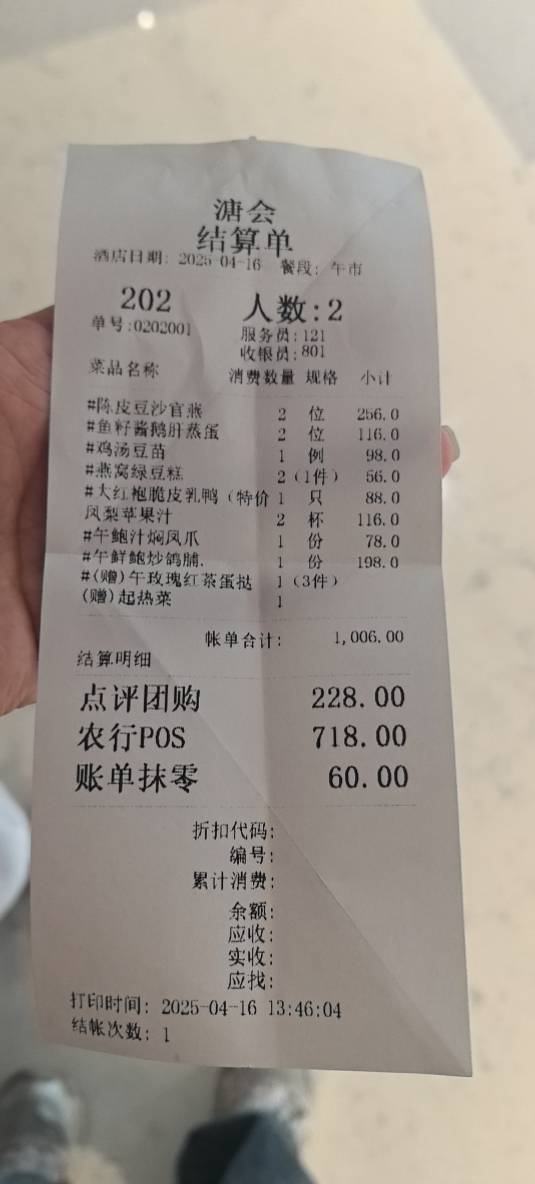 溏会
结算单
酒店日期: 2025-04-16 餐段: 午市
202 人数:2
单号:0202001 服务员:121
收银员:801
菜品名称 消费数量 规格 小计
#陈皮豆沙官燕 2 位 256.0
#鱼籽酱鹅肝蒸蛋 2 位 116.0
#鸡汤豆苗 1 例 98.0
#燕窝绿豆糕 2(1件) 56.0
#大红袍脆皮乳鸭(特价 1 只 88.0
凤梨苹果汁 2 杯 116.0
#午鲍汁焖凤爪 1 份 78.0
#午鲜鲍炒鸽脯. 1 份 198.0
#(赠)午玫瑰红茶蛋挞 1(3件)
(赠)起热菜 1
帐单合计: 1,006.00
结算明细
点评团购 228.00
农行POS 718.00
账单抹零 60.00
折扣代码:
编号:
累计消费:
余额:
应收:
实收:
应找:
打印时间: 2025-04-16 13:46:04
结帐次数: 1